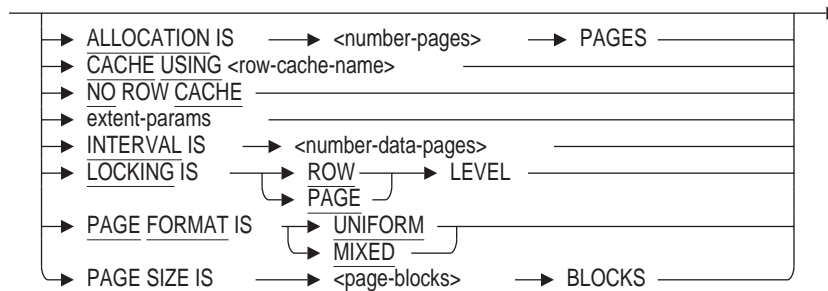 ALLOCATION IS <number-pages> PAGES
CACHE USING <row-cache-name>
NO ROW CACHE
extent-params
INTERVAL IS <number-data-pages>
LOCKING IS ROW LEVEL
PAGE
PAGE FORMAT IS UNIFORM
MIXED
PAGE SIZE IS <page-blocks> BLOCKS